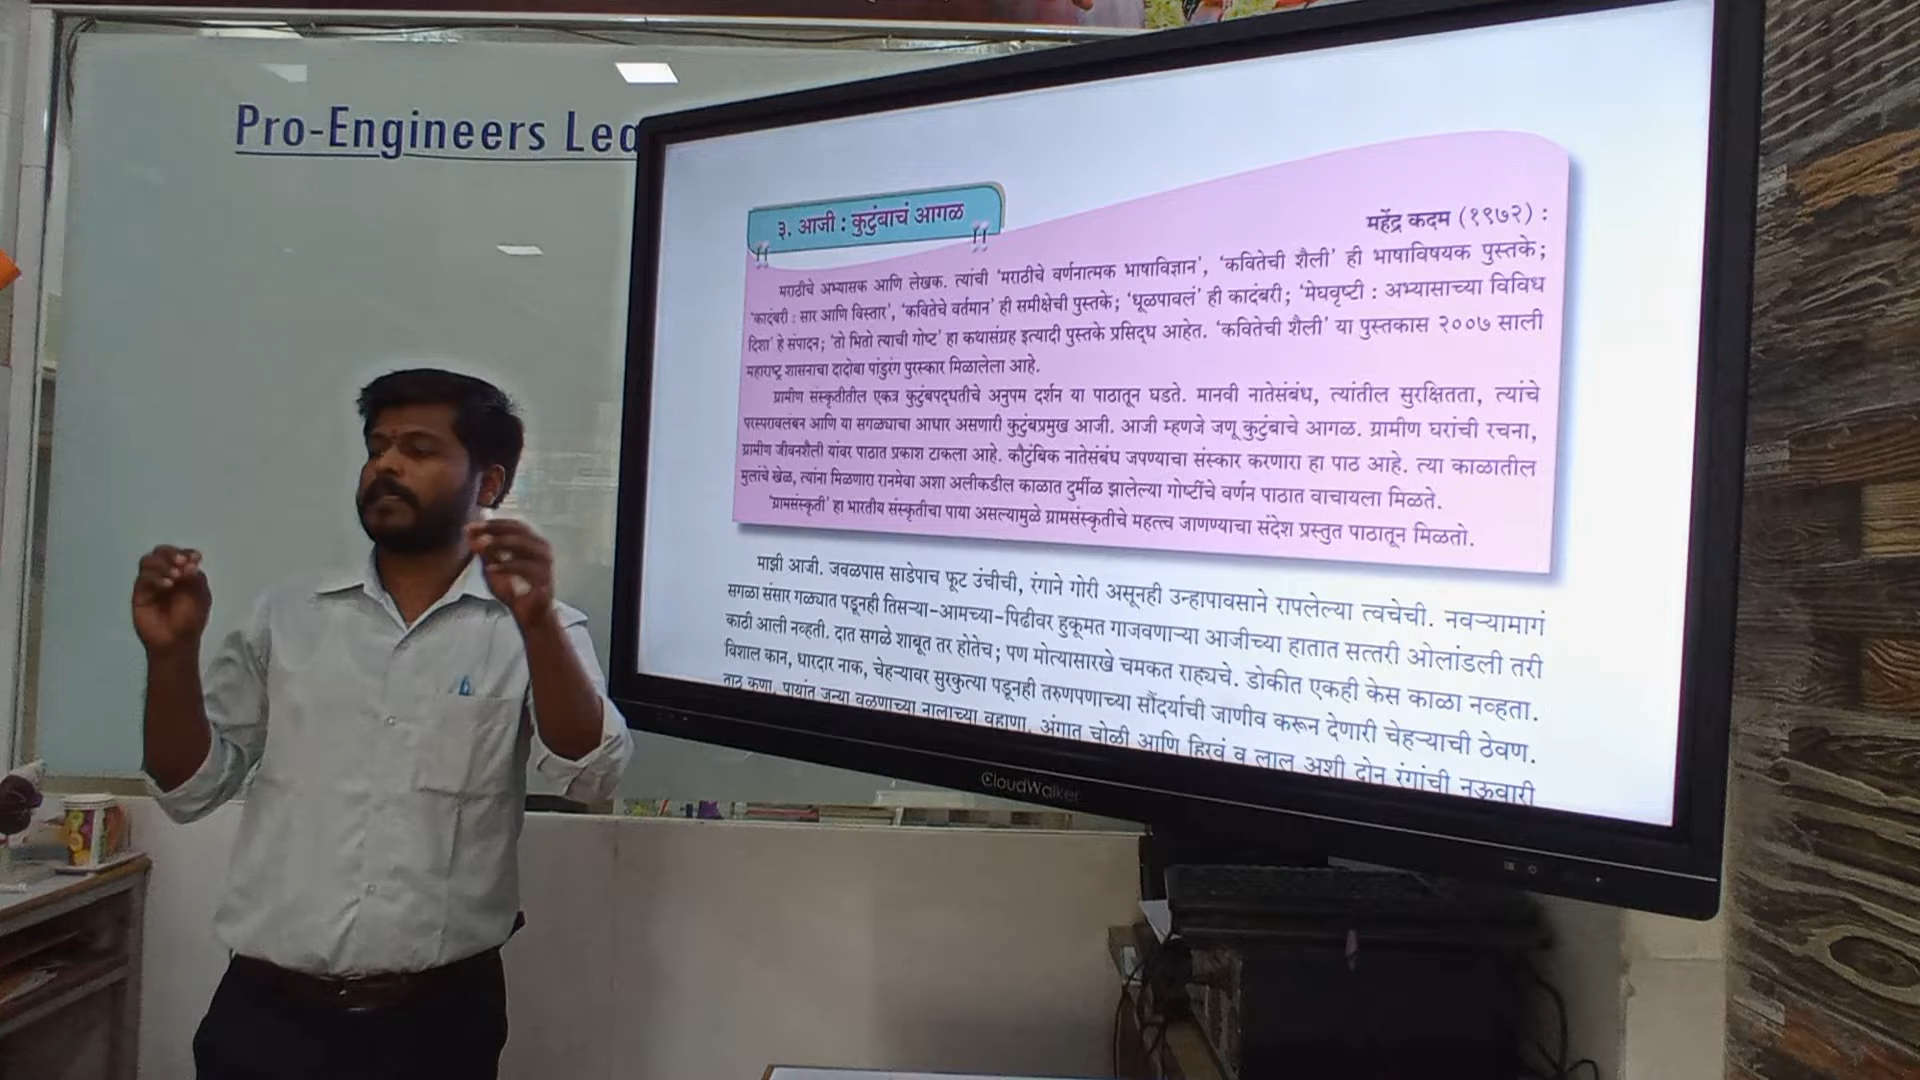 Pro-Engineers Lea
३. आजी : कुटुंबाचं आगळ
महेंद्र कदम (१९७२) :
मराठीचे अभ्यासक आणि लेखक. त्यांची ‘मराठीचे वर्णनात्मक भाषाविज्ञान’, ‘कवितेची शैली’ ही भाषाविषयक पुस्तके;
‘कादंबरी : सार आणि विस्तार’, ‘कवितेचे वर्तमान’ ही समीक्षेची पुस्तके; ‘धूळपावलं’ ही कादंबरी; ‘मेघवृष्टी : अभ्यासाच्या विविध
दिशा’ हे संपादन; ‘तो भितो त्याची गोष्ट’ हा कथासंग्रह इत्यादी पुस्तके प्रसिद्ध आहेत. ‘कवितेची शैली’ या पुस्तकास २००७ साली
महाराष्ट्र शासनाचा दादोबा पांडुरंग पुरस्कार मिळालेला आहे.
ग्रामीण संस्कृतीतील एकत्र कुटुंबपद्धतीचे अनुपम दर्शन या पाठातून घडते. मानवी नातेसंबंध, त्यांतील सुरक्षितता, त्यांचे
परस्परावलंबन आणि या सगळ्याचा आधार असणारी कुटुंबप्रमुख आजी. आजी म्हणजे जणू कुटुंबाचे आगळ. ग्रामीण घरांची रचना,
ग्रामीण जीवनशैली यांवर पाठात प्रकाश टाकला आहे. कौटुंबिक नातेसंबंध जपण्याचा संस्कार करणारा हा पाठ आहे. त्या काळातील
मुलांचे खेळ, त्यांना मिळणारा रानमेवा अशा अलीकडील काळात दुर्मीळ झालेल्या गोष्टींचे वर्णन पाठात वाचायला मिळते.
‘ग्रामसंस्कृती’ हा भारतीय संस्कृतीचा पाया असल्यामुळे ग्रामसंस्कृतीचे महत्त्व जाणण्याचा संदेश प्रस्तुत पाठातून मिळतो.
माझी आजी. जवळपास साडेपाच फूट उंचीची, रंगाने गोरी असूनही उन्हापावसाने रापलेल्या त्वचेची. नवऱ्यामागं
सगळा संसार गळ्यात पडूनही तिसऱ्या-आमच्या-पिढीवर हुकूमत गाजवणाऱ्या आजीच्या हातात सत्तरी ओलांडली तरी
काठी आली नव्हती. दात सगळे शाबूत तर होतेच; पण मोत्यासारखे चमकत राह्यचे. डोकीत एकही केस काळा नव्हता.
विशाल कान, धारदार नाक, चेहऱ्यावर सुरकुत्या पडूनही तरुणपणाच्या सौंदर्याची जाणीव करून देणारी चेहऱ्याची ठेवण.
ताठ कणा. पायांत जुन्या वळणाच्या नालाच्या वहाणा. अंगात चोळी आणि हिरवं व लाल अशी दोन रंगांची नऊवारी
CloudWalker